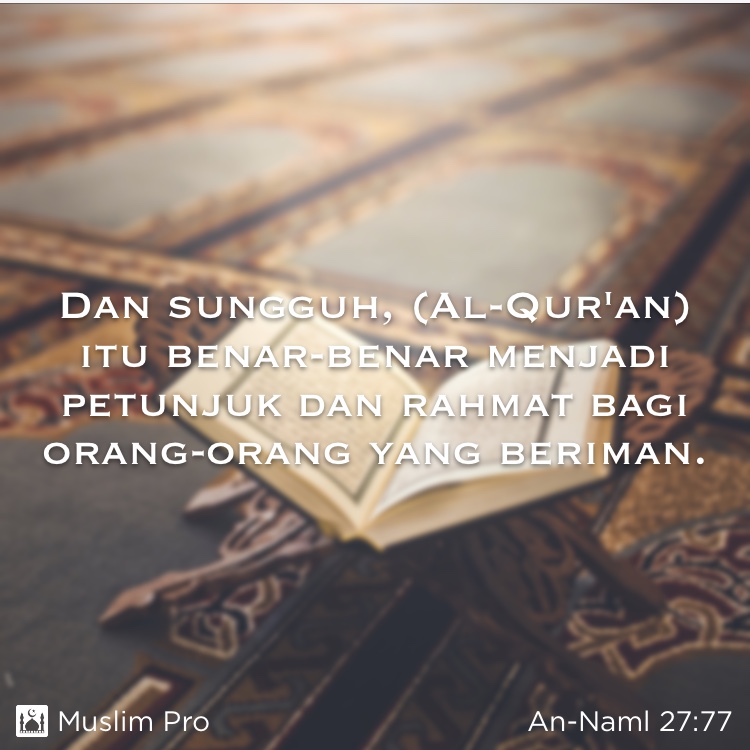 Dan sungguh, (Al-Qur'an)
itu benar-benar menjadi
petunjuk dan rahmat bagi
orang-orang yang beriman.
Muslim Pro
An-Naml 27:77